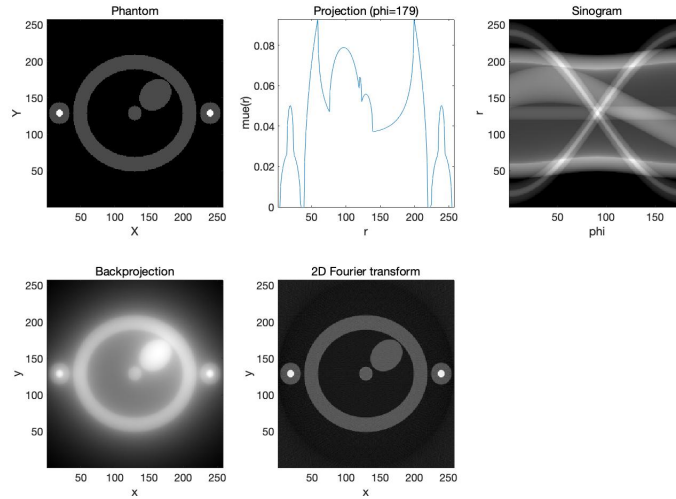 Phantom
250
200
150
100
50
50 100 150 200 250
Y
X
Projection (phi=179)
0.08
0.06
0.04
0.02
0
0 50 100 150 200 250
mue(r)
r
Sinogram
250
200
150
100
50
50 100 150
r
phi
Backprojection
250
200
150
100
50
50 100 150 200 250
y
x
2D Fourier transform
250
200
150
100
50
50 100 150 200 250
y
x